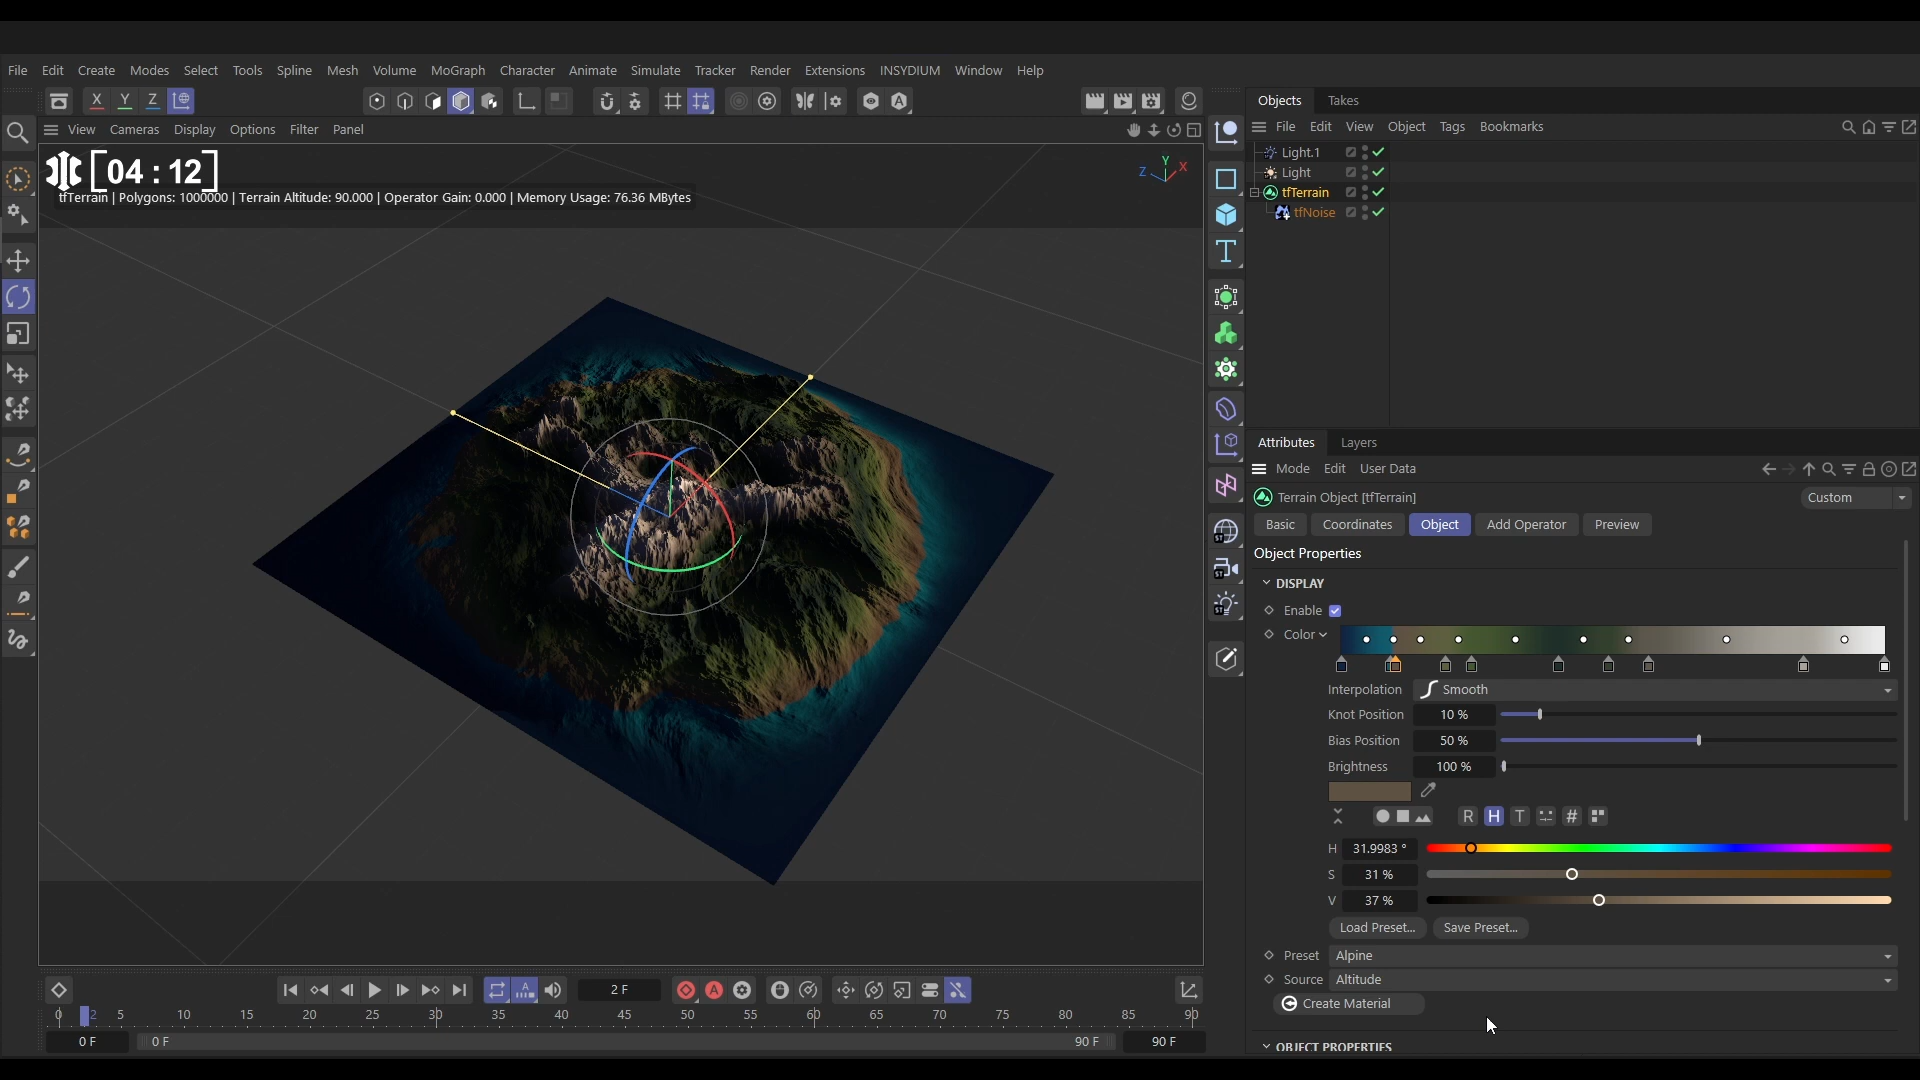 File Edit Create Modes Select Tools Spline Mesh Volume MoGraph Character Animate Simulate Tracker Render Extensions INSYDIUM Window Help
X Y Z
View Cameras Display Options Filter Panel
[04:12]
tfTerrain | Polygons: 1000000 | Terrain Altitude: 90.000 | Operator Gain: 0.000 | Memory Usage: 76.36 MBytes
Y
Z X
Objects Takes
File Edit View Object Tags Bookmarks
Light.1
Light
tfTerrain
tfNoise
Attributes Layers
Mode Edit User Data
Terrain Object [tfTerrain] Custom
Basic Coordinates Object Add Operator Preview
Object Properties
DISPLAY
Enable
Color
Interpolation Smooth
Knot Position 10 %
Bias Position 50 %
Brightness 100 %
R H T #
H 31.9983 °
S 31 %
V 37 %
Load Preset... Save Preset...
Preset Alpine
Source Altitude
Create Material
OBJECT PROPERTIES
A 2 F A
0 2 5 10 15 20 25 30 35 40 45 50 55 60 65 70 75 80 85 90
0 F 0 F 90 F 90 F